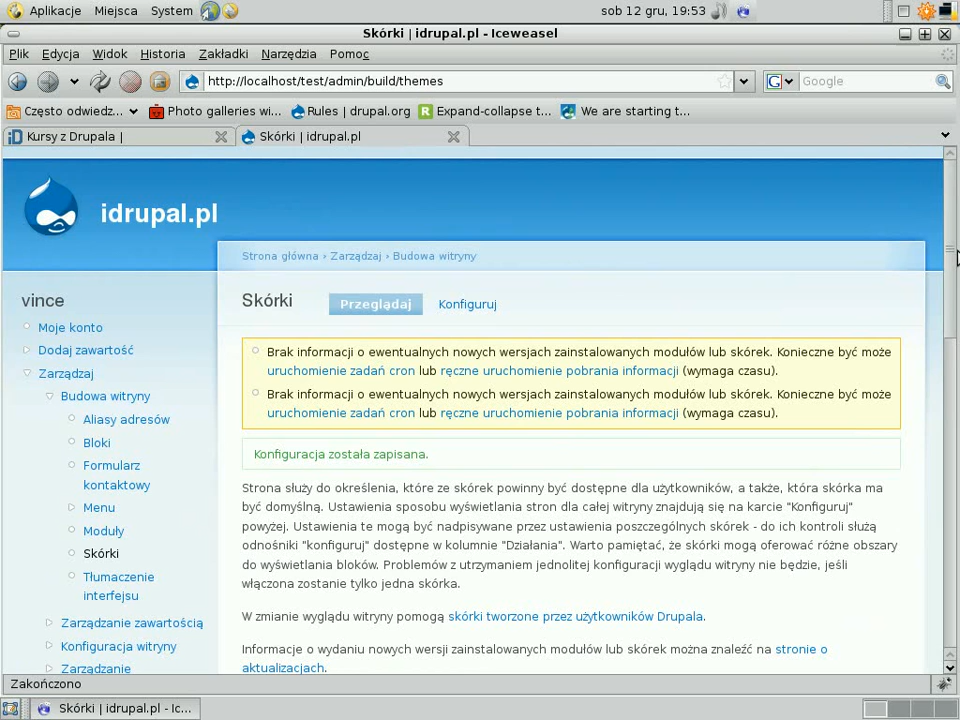 Aplikacje Miejsca System sob 12 gru, 19:53
Skórki | idrupal.pl - Iceweasel
Plik Edycja Widok Historia Zakładki Narzędzia Pomoc
http://localhost/test/admin/build/themes Google
Często odwiedz... Photo galleries wi... Rules | drupal.org Expand-collapse t... We are starting t...
Kursy z Drupala | Skórki | idrupal.pl
idrupal.pl
Strona główna › Zarządzaj › Budowa witryny
vince
Moje konto
Dodaj zawartość
Zarządzaj
Budowa witryny
Aliasy adresów
Bloki
Formularz
kontaktowy
Menu
Moduły
Skórki
Tłumaczenie
interfejsu
Zarządzanie zawartością
Konfiguracja witryny
Zarządzanie
Skórki Przeglądaj Konfiguruj
Brak informacji o ewentualnych nowych wersjach zainstalowanych modułów lub skórek. Konieczne być może
uruchomienie zadań cron lub ręczne uruchomienie pobrania informacji (wymaga czasu).
Brak informacji o ewentualnych nowych wersjach zainstalowanych modułów lub skórek. Konieczne być może
uruchomienie zadań cron lub ręczne uruchomienie pobrania informacji (wymaga czasu).
Konfiguracja została zapisana.
Strona służy do określenia, które ze skórek powinny być dostępne dla użytkowników, a także, która skórka ma
być domyślną. Ustawienia sposobu wyświetlania stron dla całej witryny znajdują się na karcie "Konfiguruj"
powyżej. Ustawienia te mogą być nadpisywane przez ustawienia poszczególnych skórek - do ich kontroli służą
odnośniki "konfiguruj" dostępne w kolumnie "Działania". Warto pamiętać, że skórki mogą oferować różne obszary
do wyświetlania bloków. Problemów z utrzymaniem jednolitej konfiguracji wyglądu witryny nie będzie, jeśli
włączona zostanie tylko jedna skórka.
W zmianie wyglądu witryny pomogą skórki tworzone przez użytkowników Drupala.
Informacje o wydaniu nowych wersji zainstalowanych modułów lub skórek można znaleźć na stronie o
aktualizacjach.
Zakończono
Skórki | idrupal.pl - Ic...